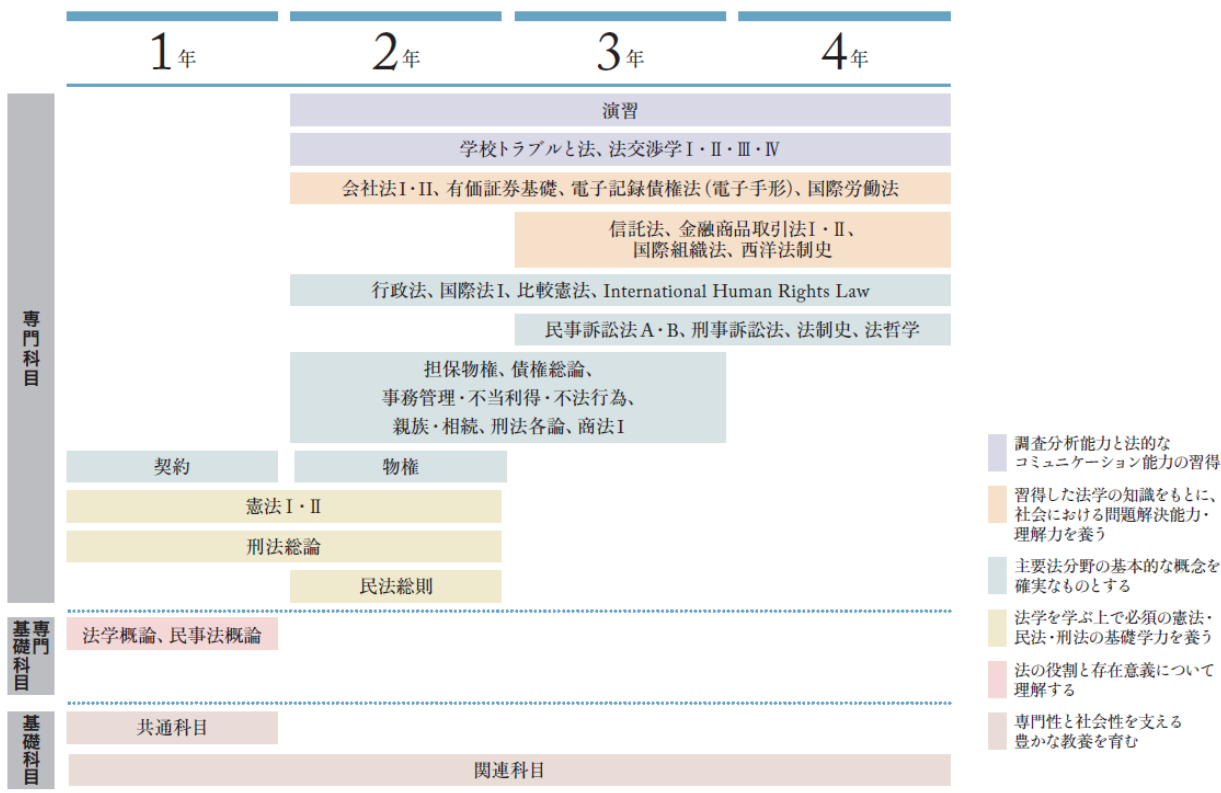 1年
2年
3年
4年
専門科目
演習
学校トラブルと法、法交渉学Ⅰ・Ⅱ・Ⅲ・Ⅳ
会社法Ⅰ・II、有価証券基礎、電子記録債権法(電子手形)、国際労働法
信託法、金融商品取引法Ⅰ・Ⅱ、
国際組織法、西洋法制史
行政法、国際法Ⅰ、比較憲法、International Human Rights Law
民事訴訟法A・B、刑事訴訟法、法制史、法哲学
担保物権、債権総論、
事務管理・不当利得・不法行為、
親族・相続、刑法各論、商法Ⅰ
契約
物権
憲法Ⅰ・Ⅱ
刑法総論
民法総則
専門
基礎科目
法学概論、民事法概論
基礎科目
共通科目
関連科目
調査分析能力と法的な
コミュニケーション能力の習得
習得した法学の知識をもとに、
社会における問題解決能力・
理解力を養う
主要法分野の基本的な概念を
確実なものとする
法学を学ぶ上で必須の憲法・
民法・刑法の基礎学力を養う
法の役割と存在意義について
理解する
専門性と社会性を支える
豊かな教養を育む